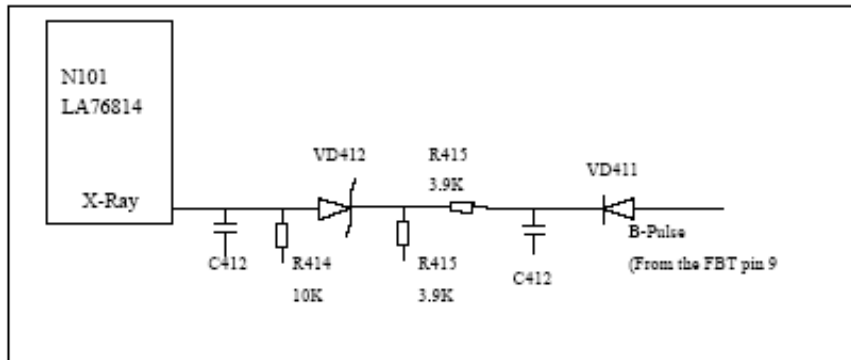 N101
LA76814
X-Ray
VD412
R415
3.9K
VD411
B-Pulse
(From the FBT pin 9
C412
R414
10K
R415
3.9K
C412